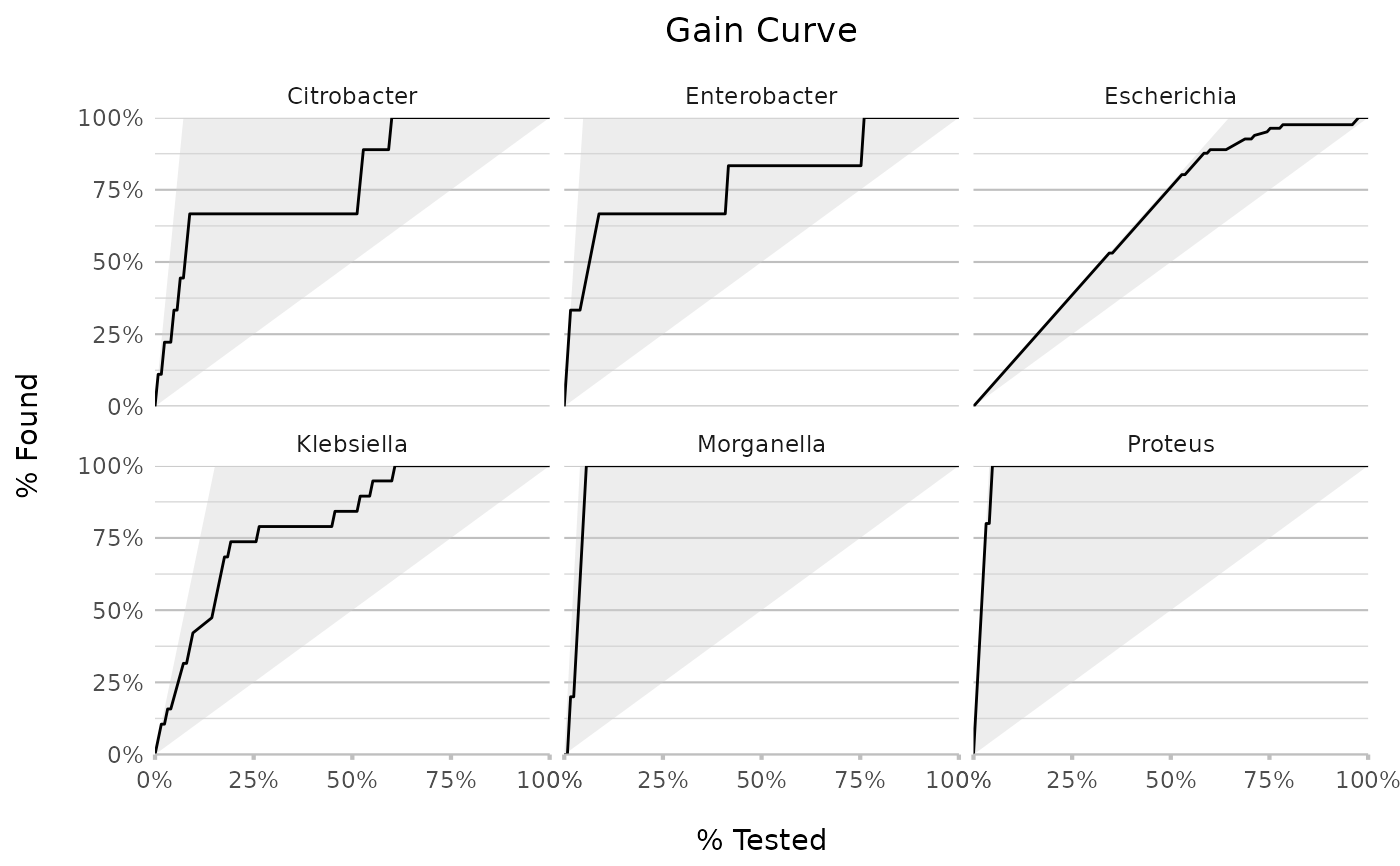 Gain Curve
Citrobacter Enterobacter Escherichia
100%
75%
50%
25%
0%
% Found
Klebsiella Morganella Proteus
100%
75%
50%
25%
0%
0% 25% 50% 75% 100% 0% 25% 50% 75% 100% 0% 25% 50% 75% 100%
% Tested